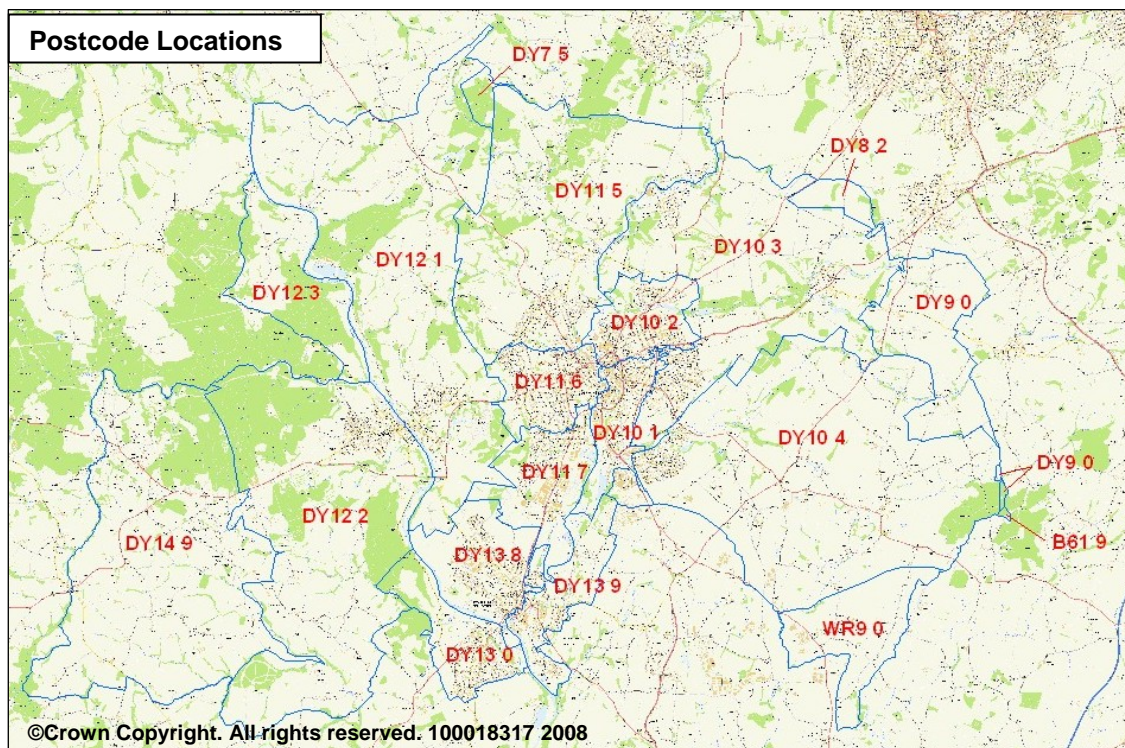 Postcode Locations
DY7 5
DY8 2
DY11 5
DY10 3
DY12 1
DY12 3
DY9 0
DY10 2
DY11 6
DY10 1
DY10 4
DY11 7
DY9 0
DY12 2
DY14 9
B61 9
DY13 8
DY13 9
WR9 0
DY13 0
©Crown Copyright. All rights reserved. 100018317 2008